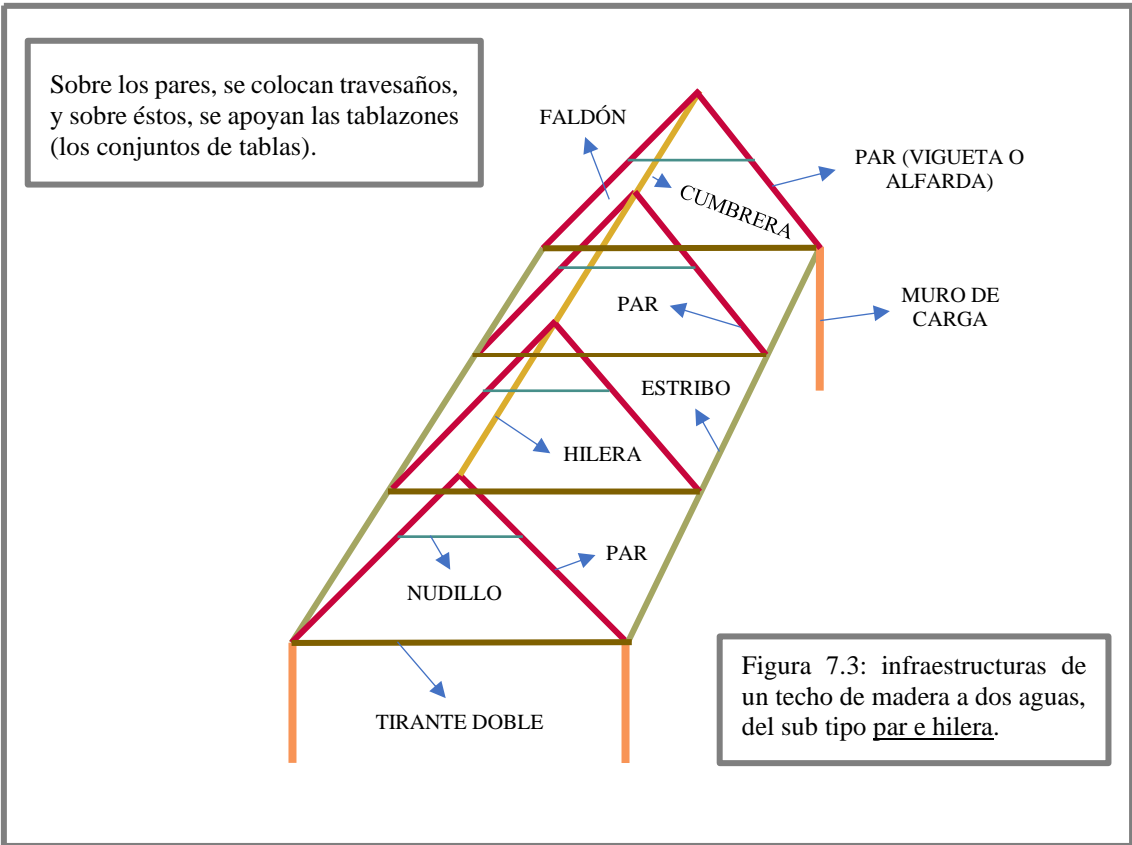 Sobre los pares, se colocan travesaños,
y sobre éstos, se apoyan las tablazones
(los conjuntos de tablas).
FALDÓN
PAR (VIGUETA O
ALFARDA)
CUMBRERA
PAR
MURO DE
CARGA
ESTRIBO
HILERA
PAR
NUDILLO
TIRANTE DOBLE
Figura 7.3: infraestructuras de
un techo de madera a dos aguas,
del sub tipo par e hilera.